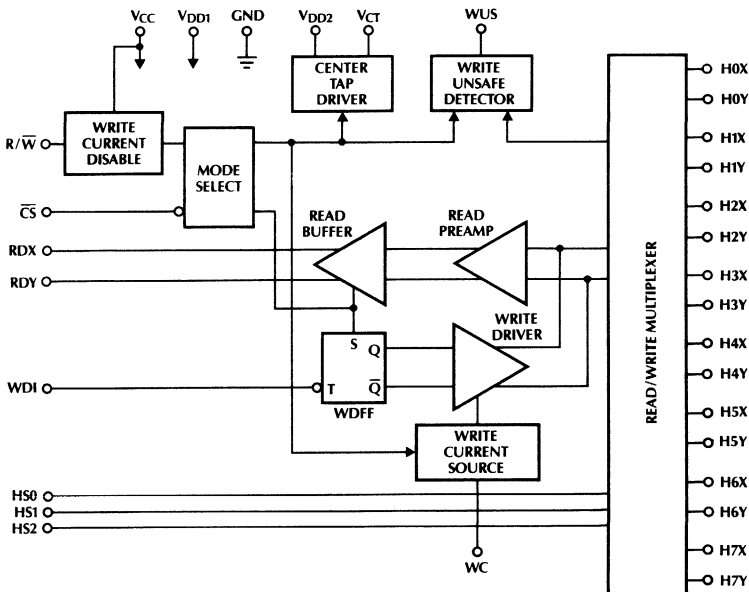 VCC
VDD1
GND
VDD2
VCT
WUS
CENTER
TAP
DRIVER
WRITE
UNSAFE
DETECTOR
R/W̅
WRITE
CURRENT
DISABLE
MODE
SELECT
C̅S̅
RDX
RDY
READ
BUFFER
READ
PREAMP
WRITE
DRIVER
S
Q
T
Q̅
WDFF
WDI
WRITE
CURRENT
SOURCE
WC
HS0
HS1
HS2
READ/WRITE MULTIPLEXER
H0X
H0Y
H1X
H1Y
H2X
H2Y
H3X
H3Y
H4X
H4Y
H5X
H5Y
H6X
H6Y
H7X
H7Y